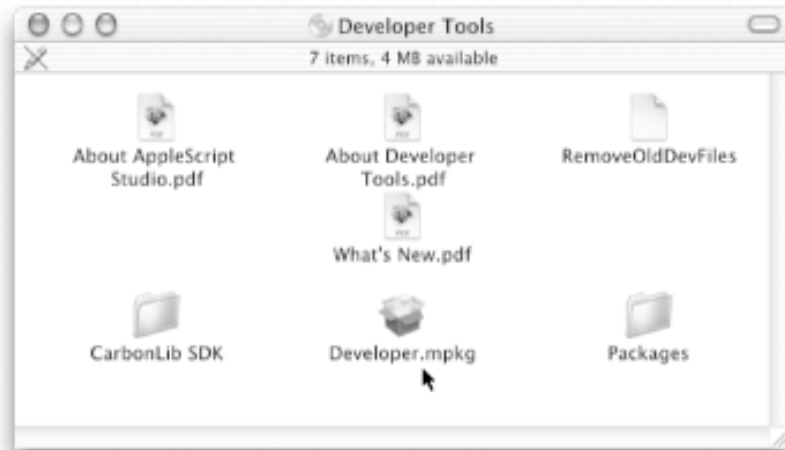 Developer Tools
7 items, 4 MB available
About AppleScript
Studio.pdf
About Developer
Tools.pdf
RemoveOldDevFiles
What's New.pdf
CarbonLib SDK
Developer.mpkg
Packages